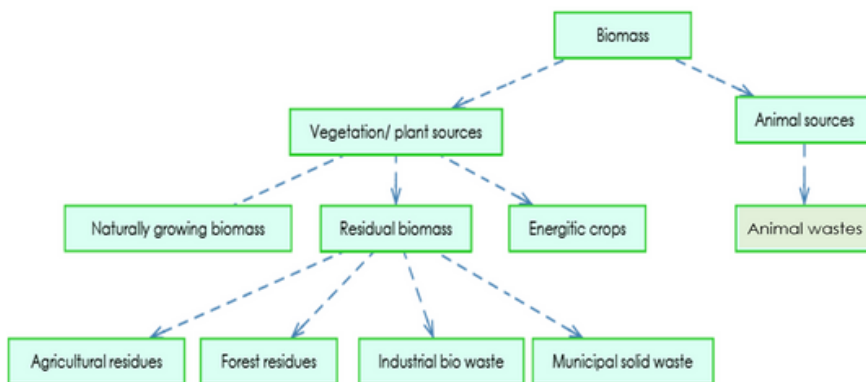 Biomass
Vegetation/ plant sources
Animal sources
Naturally growing biomass
Residual biomass
Energitic crops
Animal wastes
Agricultural residues
Forest residues
Industrial bio waste
Municipal solid waste